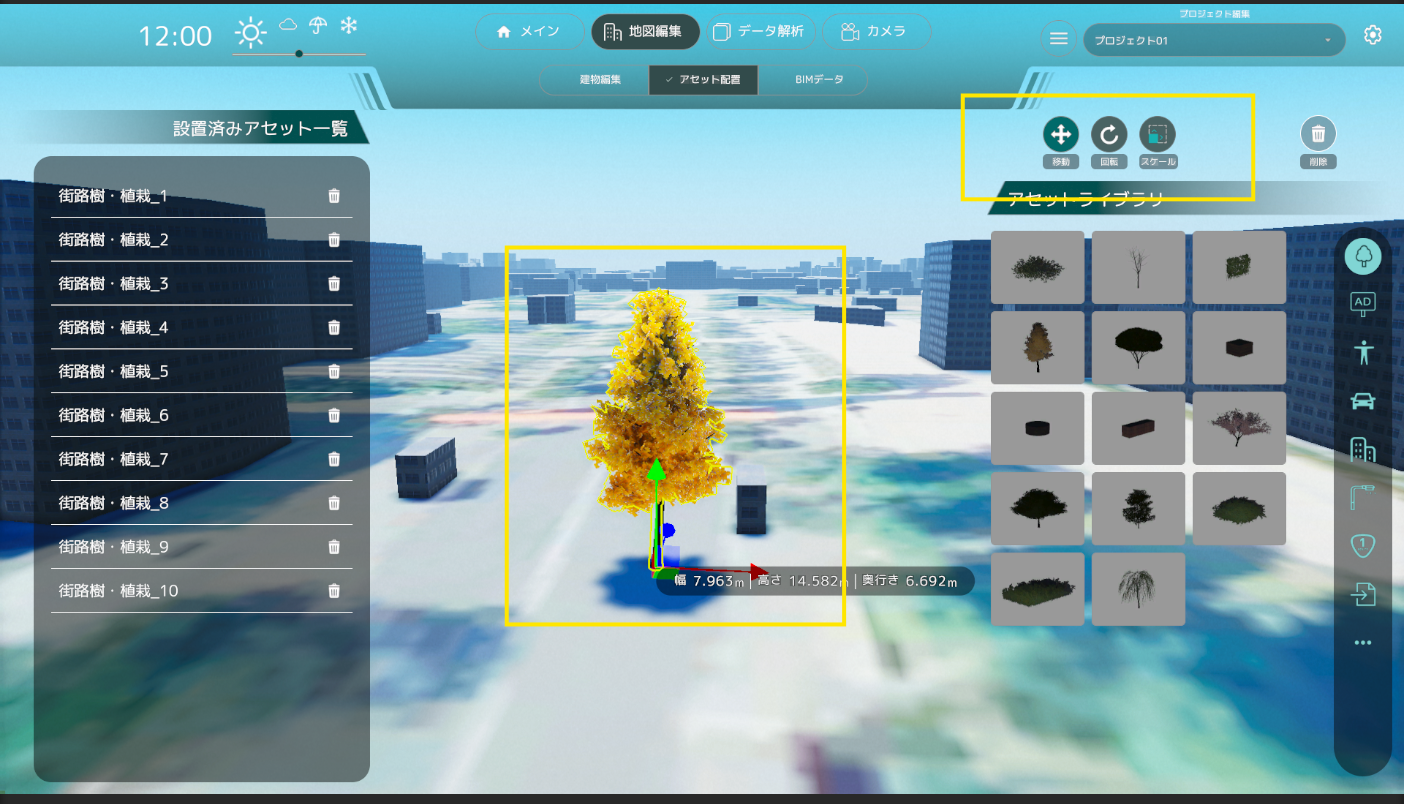 12:00
メイン
地図編集
データ解析
カメラ
プロジェクト編集
プロジェクト01
建物編集
アセット配置
BIMデータ
設置済みアセット一覧
移動
回転
スケール
削除
アセットライブラリ
街路樹・植栽_1
街路樹・植栽_2
街路樹・植栽_3
街路樹・植栽_4
街路樹・植栽_5
街路樹・植栽_6
街路樹・植栽_7
街路樹・植栽_8
街路樹・植栽_9
街路樹・植栽_10
AD
1
幅 7.963m | 高さ 14.582m | 奥行き 6.692m